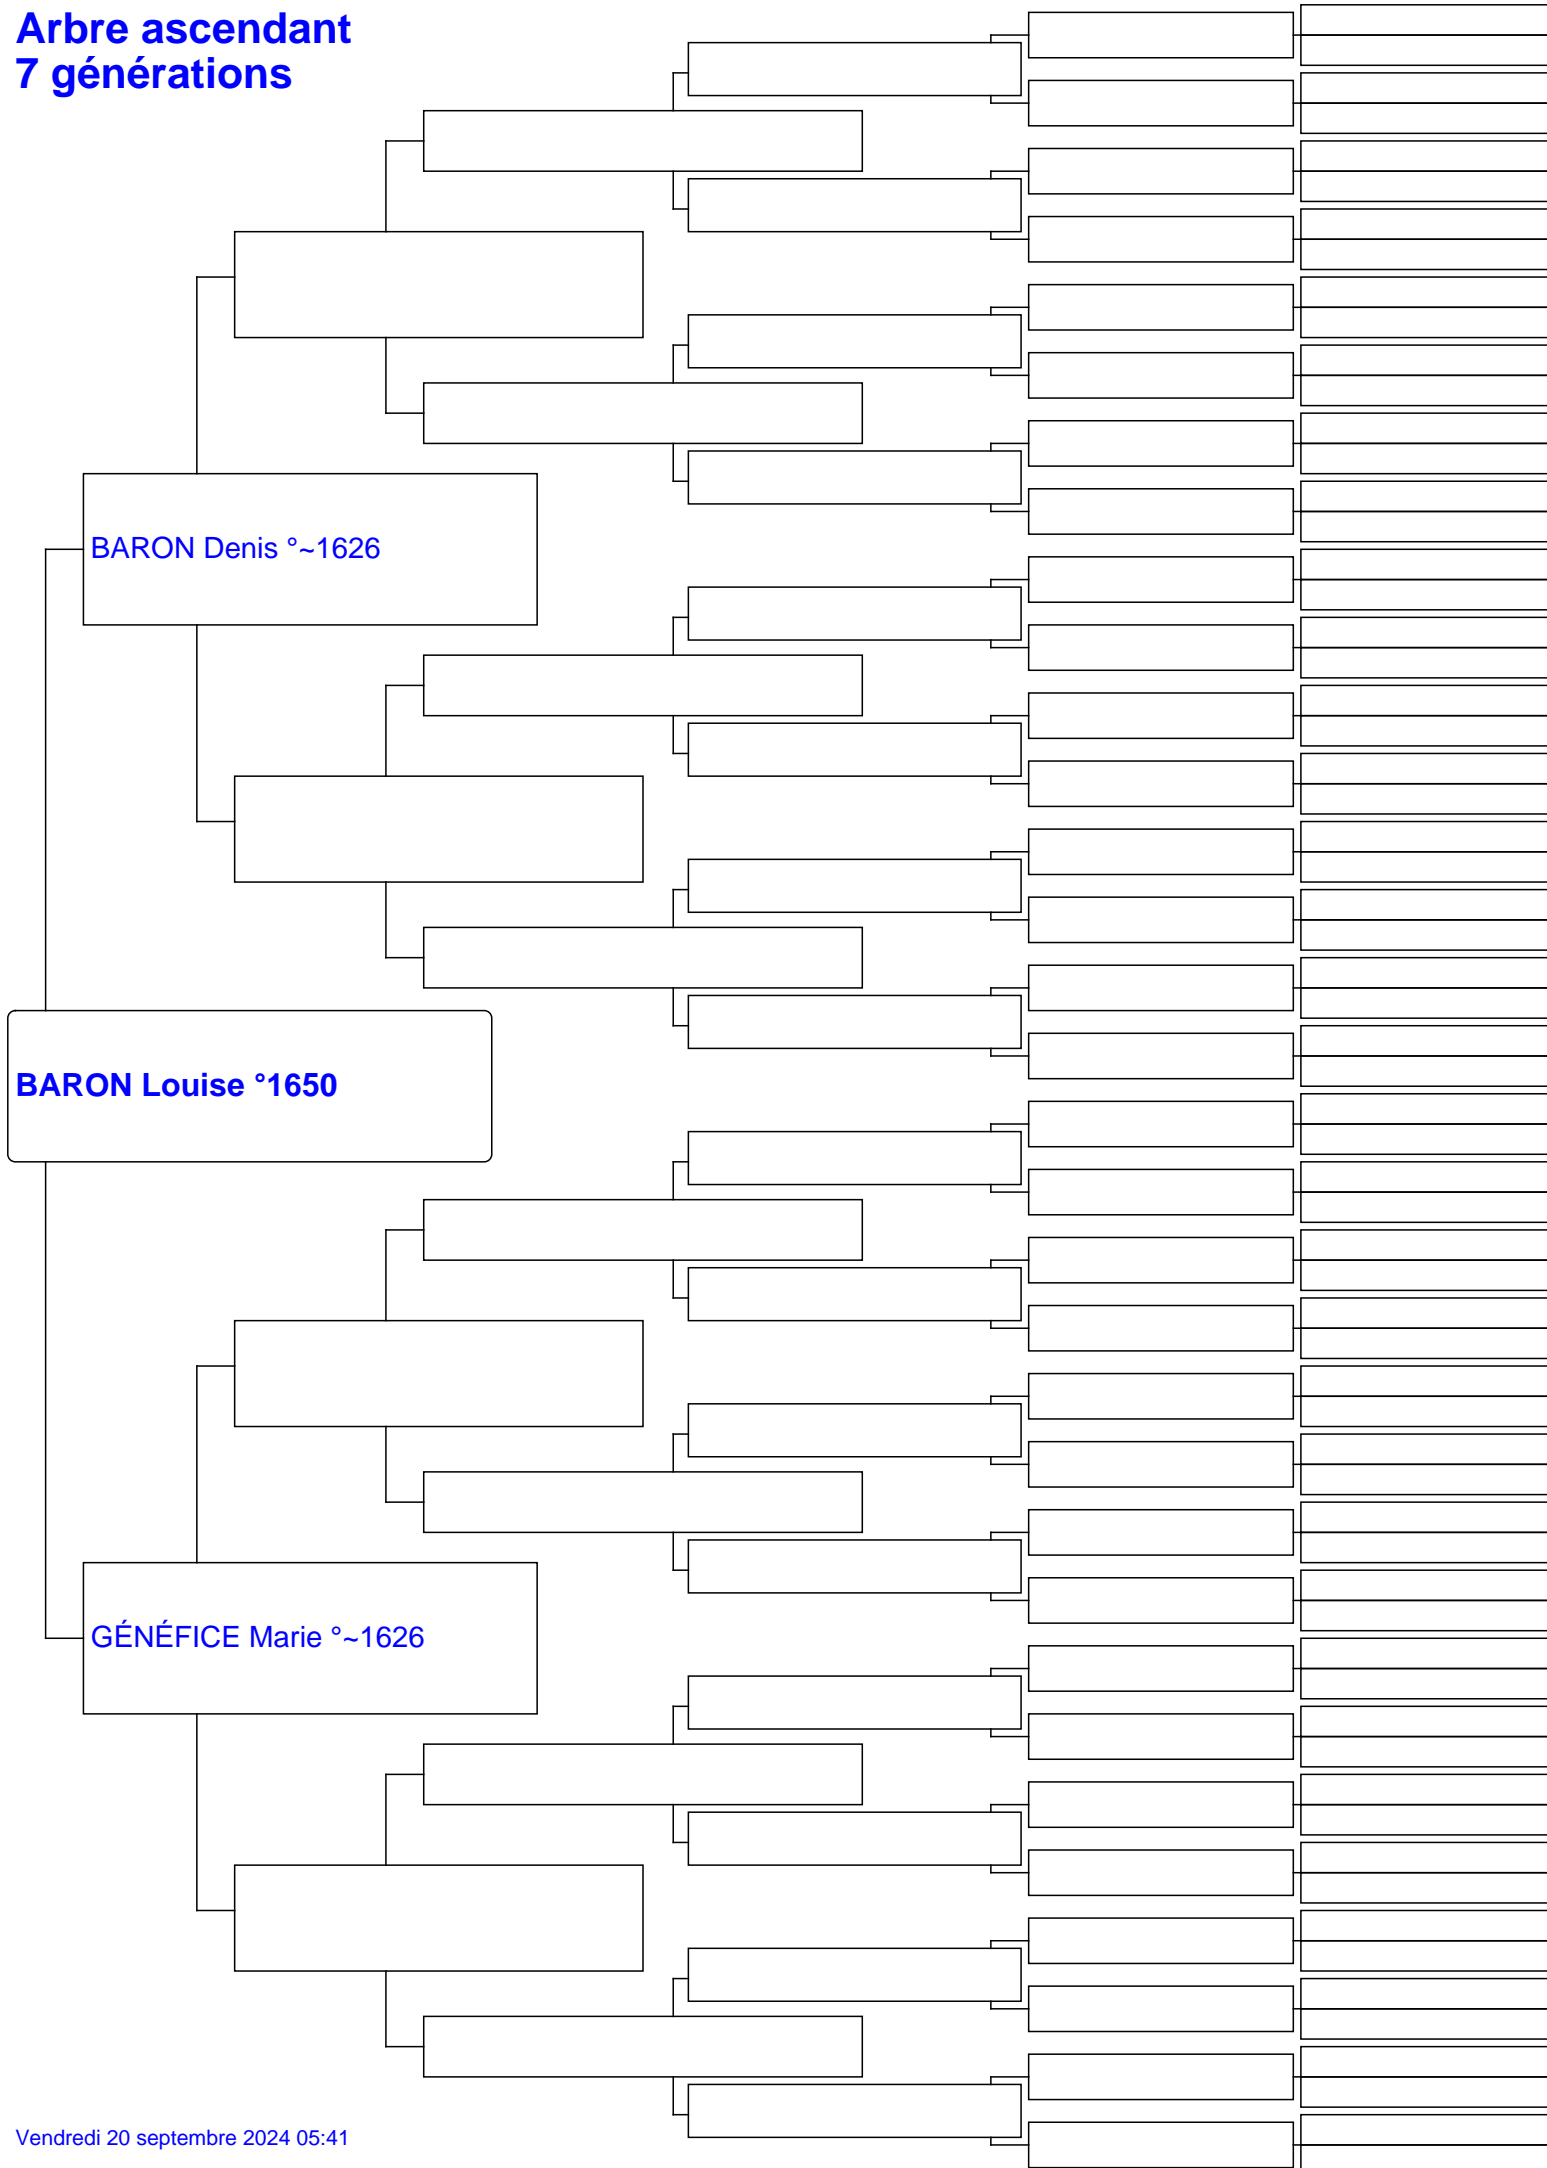 Arbre ascendant
7 générations
BARON Denis °~1626
BARON Louise °1650
GÉNÉFICE Marie °~1626
Vendredi 20 septembre 2024 05:41